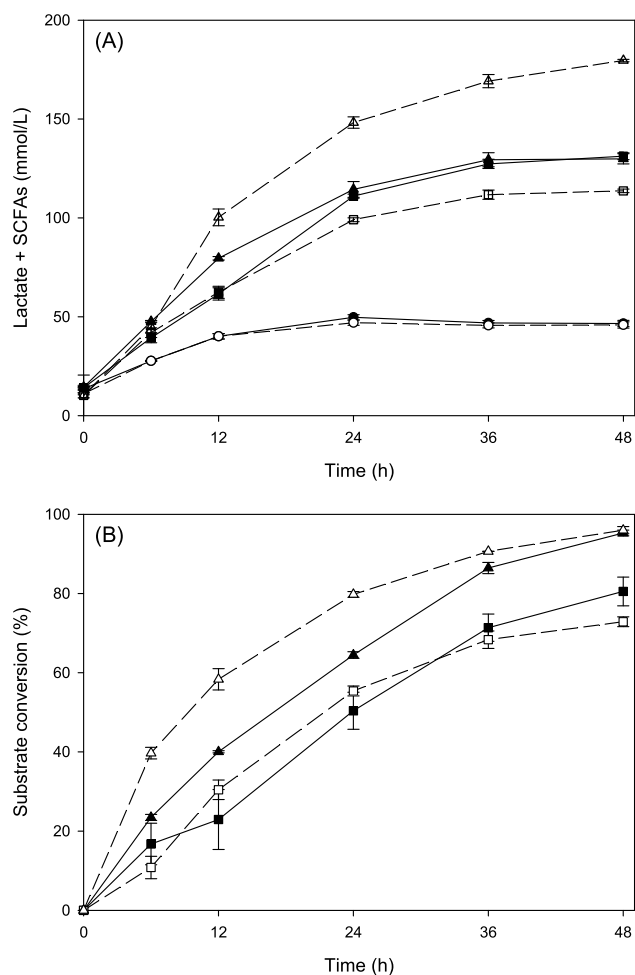 (A)
Lactate + SCFAs (mmol/L)
200
150
100
50
0
0 12 24 36 48
Time (h)
(B)
Substrate conversion (%)
100
80
60
40
20
0
0 12 24 36 48
Time (h)